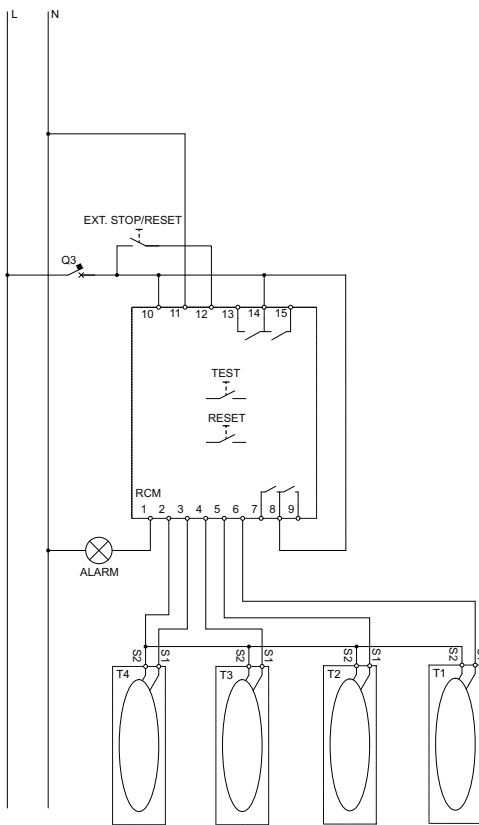 L N
EXT. STOP/RESET
Q3
10 11 12 13 14 15
TEST
RESET
RCM
1 2 3 4 5 6 7 8 9
ALARM
S2 S1 S2 S1 S2 S1 S2
T4 T3 T2 T1